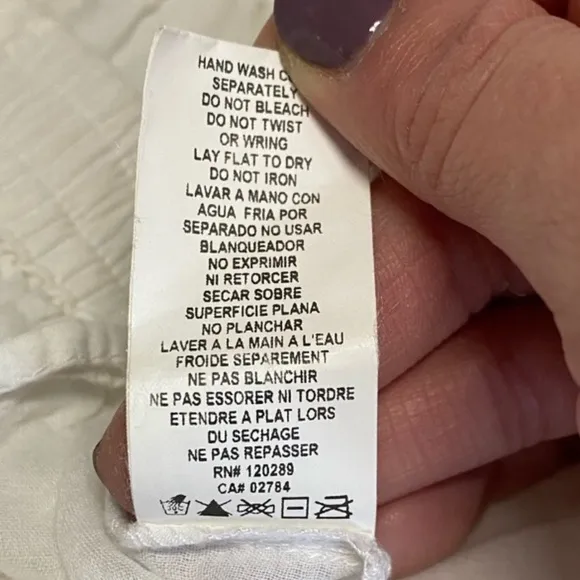 HAND WASH
SEPARATELY
DO NOT BLEACH
DO NOT TWIST
OR WRING
LAY FLAT TO DRY
DO NOT IRON
LAVAR A MANO CON
AGUA FRIA POR
SEPARADO NO USAR
BLANQUEADOR
NO EXPRIMIR
NI RETORCER
SECAR SOBRE
SUPERFICIE PLANA
NO PLANCHAR
LAVER A LA MAIN A L'EAU
FROIDE SEPAREMENT
NE PAS BLANCHIR
NE PAS ESSORER NI TORDRE
ETENDRE A PLAT LORS
DU SECHAGE
NE PAS REPASSER
RN# 120289
CA# 02784